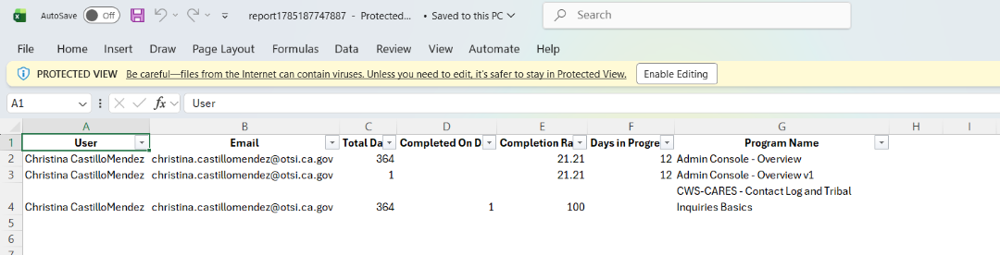 AutoSave Off report1785187747887 - Protected... • Saved to this PC Search
File Home Insert Draw Page Layout Formulas Data Review View Automate Help
PROTECTED VIEW Be careful—files from the Internet can contain viruses. Unless you need to edit, it's safer to stay in Protected View. Enable Editing
A1 fx User
A B C D E F G H I
1 User Email Total Da Completed On D Completion Ra Days in Progre Program Name
2 Christina CastilloMendez christina.castillomendez@otsi.ca.gov 364 21.21 12 Admin Console - Overview
3 Christina CastilloMendez christina.castillomendez@otsi.ca.gov 1 21.21 12 Admin Console - Overview v1
CWS-CARES - Contact Log and Tribal
4 Christina CastilloMendez christina.castillomendez@otsi.ca.gov 364 1 100 Inquiries Basics
5
6
7